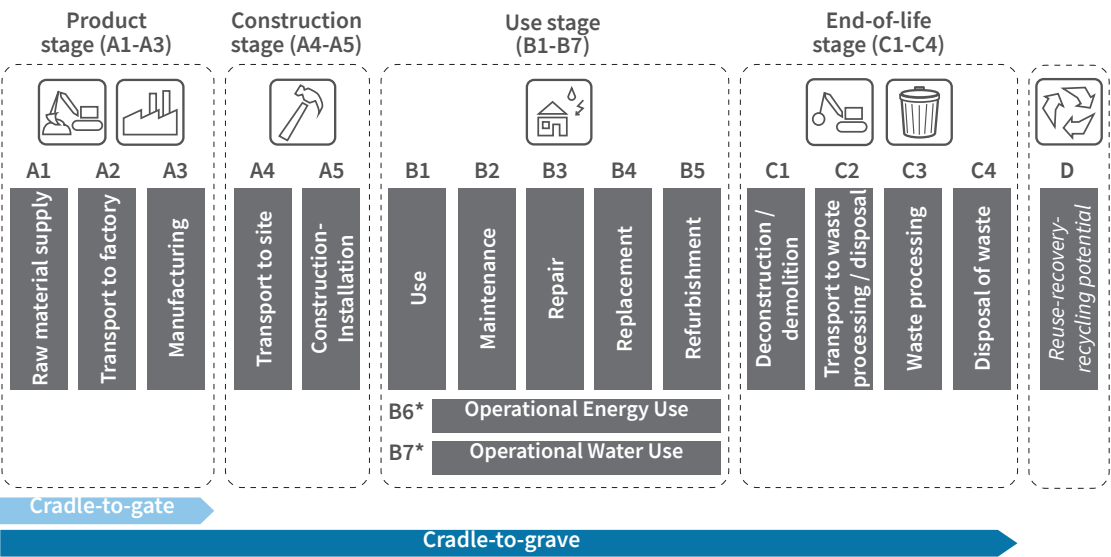 Product
stage (A1-A3)
Construction
stage (A4-A5)
Use stage
(B1-B7)
End-of-life
stage (C1-C4)
A1
A2
A3
A4
A5
B1
B2
B3
B4
B5
C1
C2
C3
C4
D
Raw material supply
Transport to factory
Manufacturing
Transport to site
Construction-
Installation
Use
Maintenance
Repair
Replacement
Refurbishment
Deconstruction /
demolition
Transport to waste
processing / disposal
Waste processing
Disposal of waste
Reuse-recovery-
recycling potential
B6* Operational Energy Use
B7* Operational Water Use
Cradle-to-gate
Cradle-to-grave